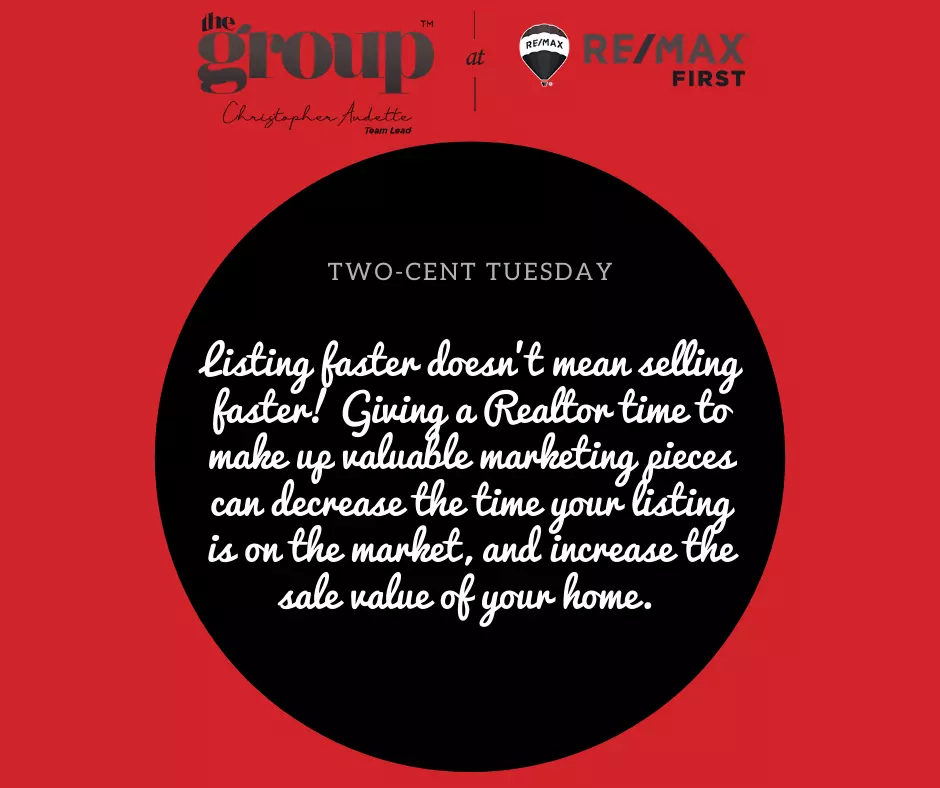 the
group™
at
RE/MAX
RE/MAX
FIRST
Christopher Audette
Team Lead
TWO-CENT TUESDAY
Listing faster doesn't mean selling
faster! Giving a Realtor time to
make up valuable marketing pieces
can decrease the time your listing
is on the market, and increase the
sale value of your home.